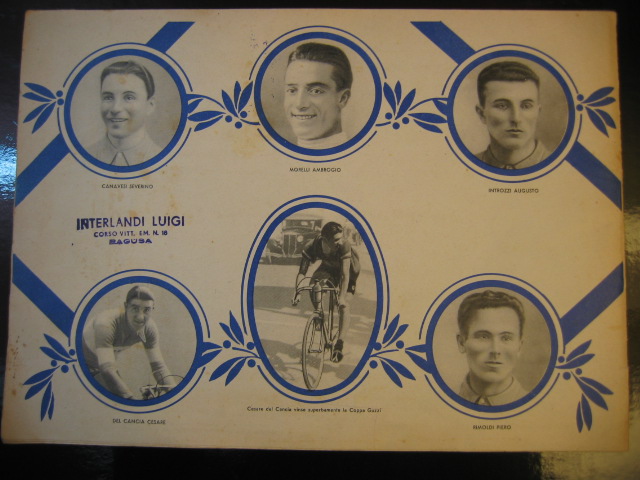 CANAVESI SEVERINO
MORELLI AMBROGIO
INTROZZI AUGUSTO
INTERLANDI LUIGI
CORSO VITT. EM. N. 18
RAGUSA
DEL CANCIA CESARE
Cesare del Cancia vince superbamente la Coppa Guzzi
RIMOLDI PIERO